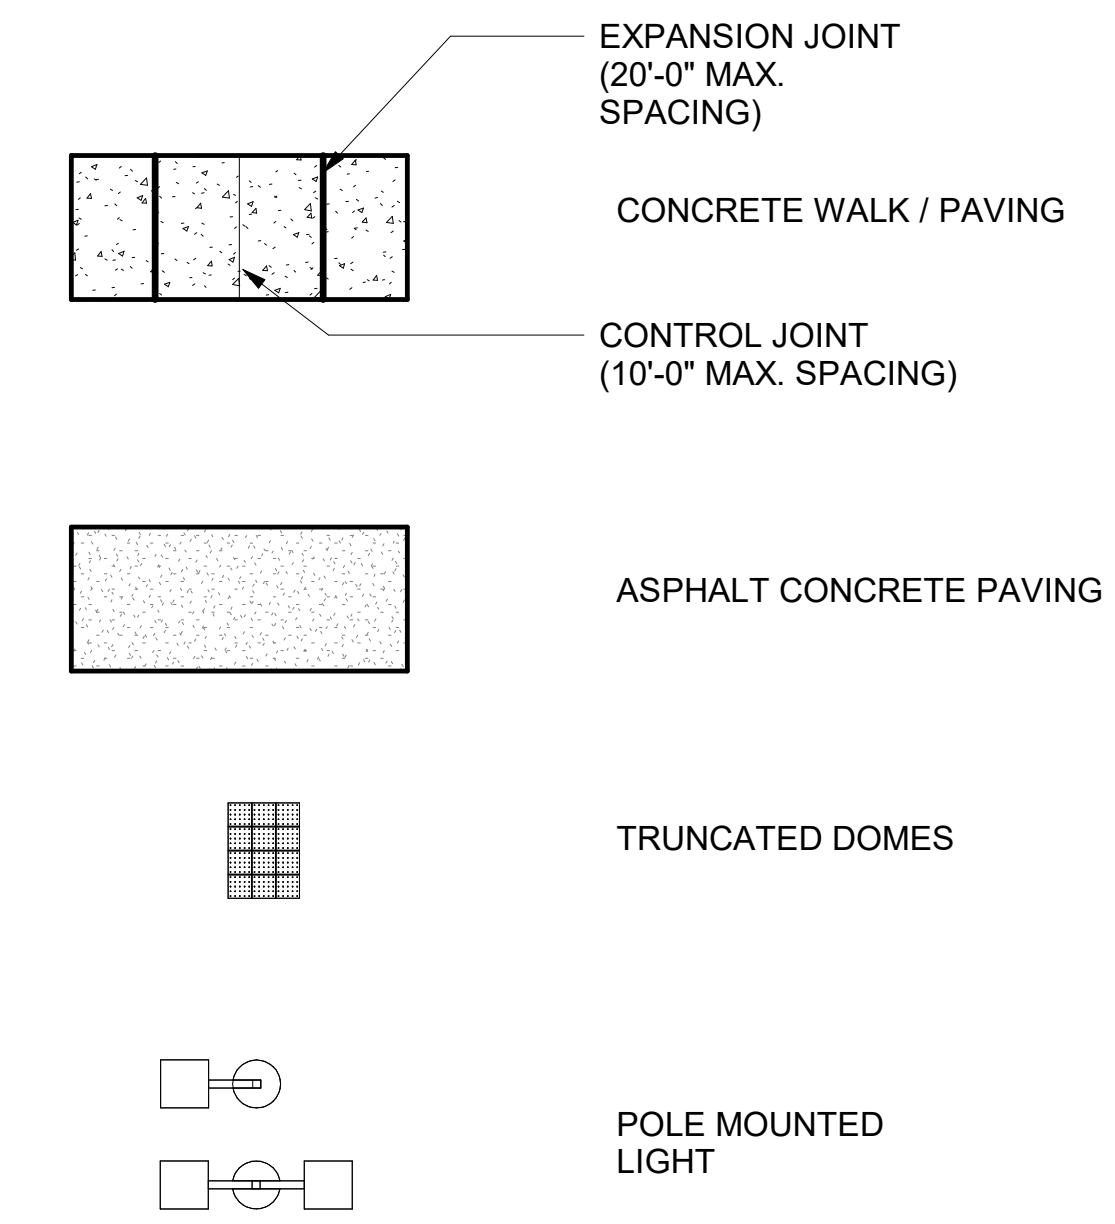 EXPANSION JOINT
(20'-0" MAX.
SPACING)
CONCRETE WALK / PAVING
CONTROL JOINT
(10'-0" MAX. SPACING)
ASPHALT CONCRETE PAVING
TRUNCATED DOMES
POLE MOUNTED
LIGHT